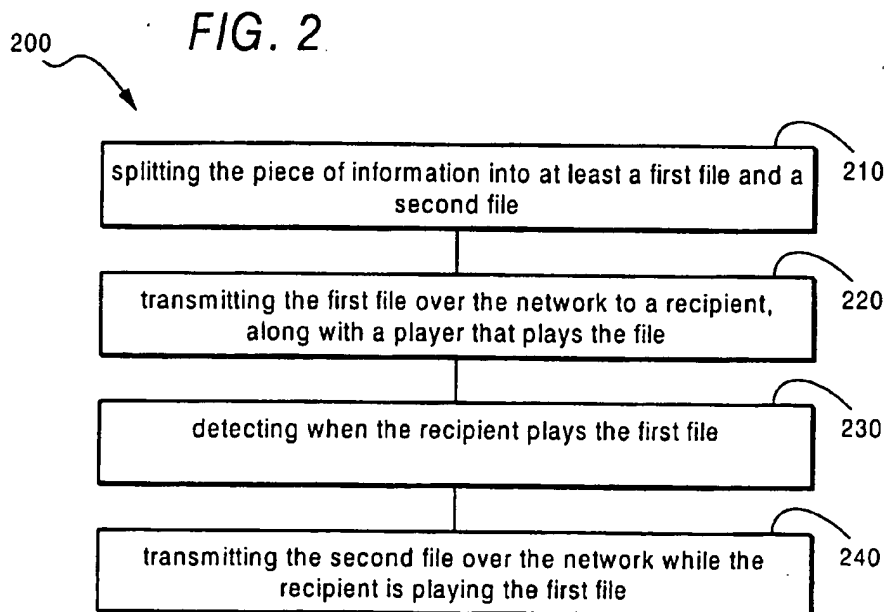 FIG. 2
200
splitting the piece of information into at least a first file and a
second file
210
transmitting the first file over the network to a recipient,
along with a player that plays the file
220
detecting when the recipient plays the first file
230
transmitting the second file over the network while the
recipient is playing the first file
240